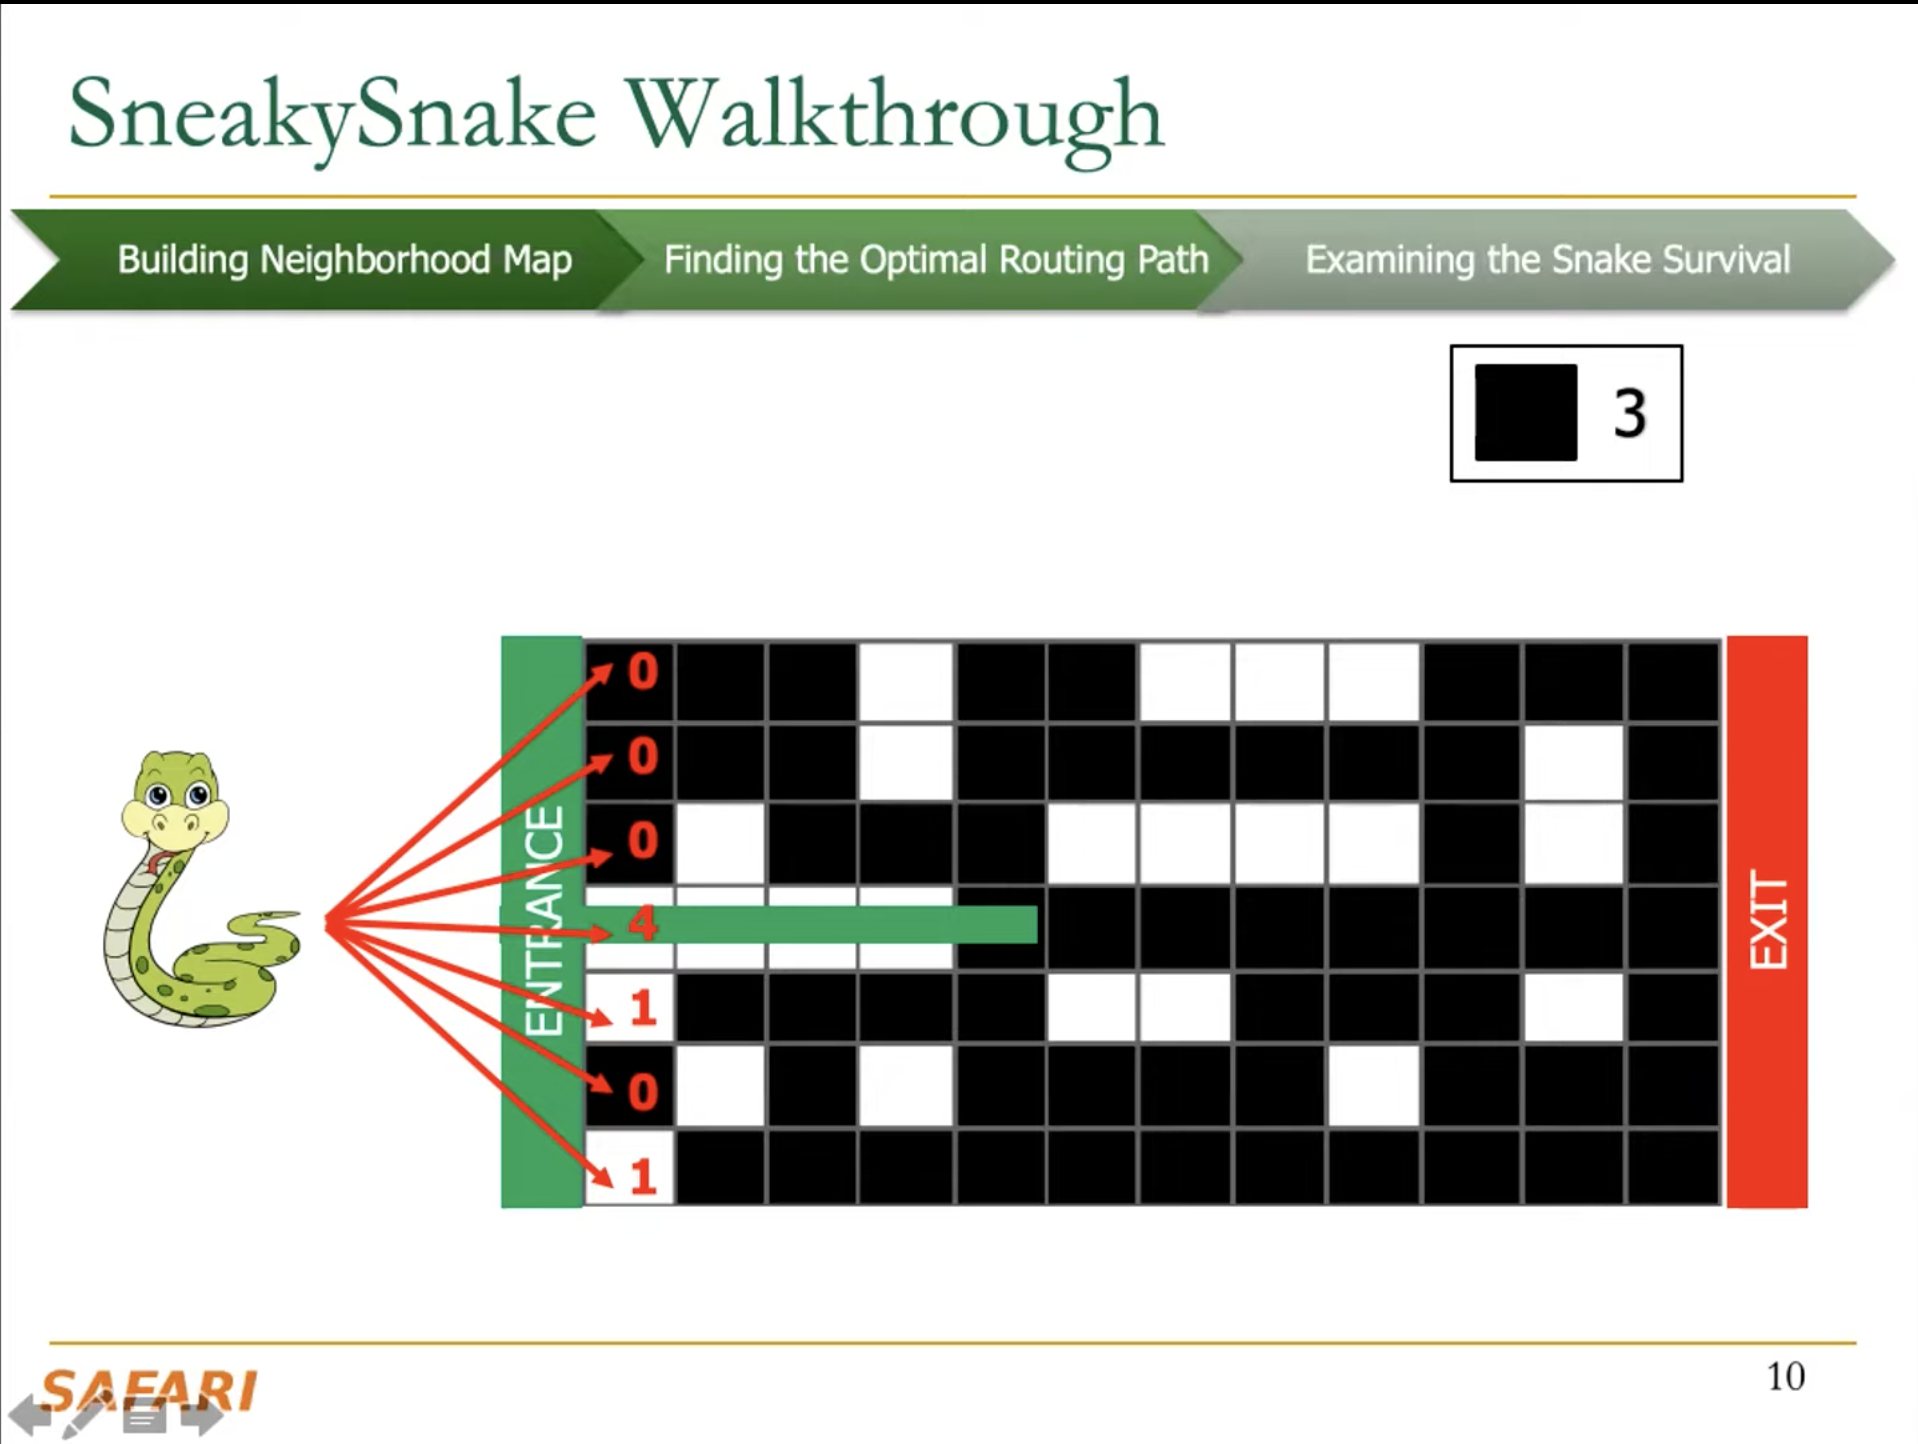 SneakySnake Walkthrough
Building Neighborhood Map
Finding the Optimal Routing Path
Examining the Snake Survival
3
ENTRANCE
0
0
0
4
1
0
1
EXIT
SAFARI
10